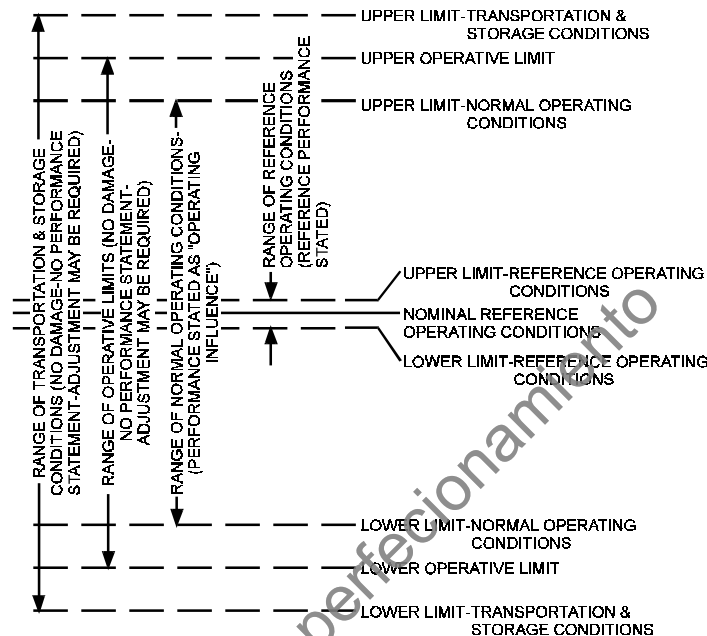 UPPER LIMIT-TRANSPORTATION &
STORAGE CONDITIONS
UPPER OPERATIVE LIMIT
UPPER LIMIT-NORMAL OPERATING
CONDITIONS
RANGE OF TRANSPORTATION & STORAGE
CONDITIONS (NO DAMAGE-NO PERFORMANCE
STATEMENT-ADJUSTMENT MAY BE REQUIRED)
RANGE OF OPERATIVE LIMITS (NO DAMAGE-
NO PERFORMANCE STATEMENT-
ADJUSTMENT MAY BE REQUIRED)
RANGE OF NORMAL OPERATING CONDITIONS-
(PERFORMANCE STATED AS "OPERATING
INFLUENCE")
RANGE OF REFERENCE
OPERATING CONDITIONS
(REFERENCE PERFORMANCE
STATED)
UPPER LIMIT-REFERENCE OPERATING
CONDITIONS
NOMINAL REFERENCE
OPERATING CONDITIONS
LOWER LIMIT-REFERENCE OPERATING
CONDITIONS
LOWER LIMIT-NORMAL OPERATING
CONDITIONS
LOWER OPERATIVE LIMIT
LOWER LIMIT-TRANSPORTATION &
STORAGE CONDITIONS
perfecionamiento